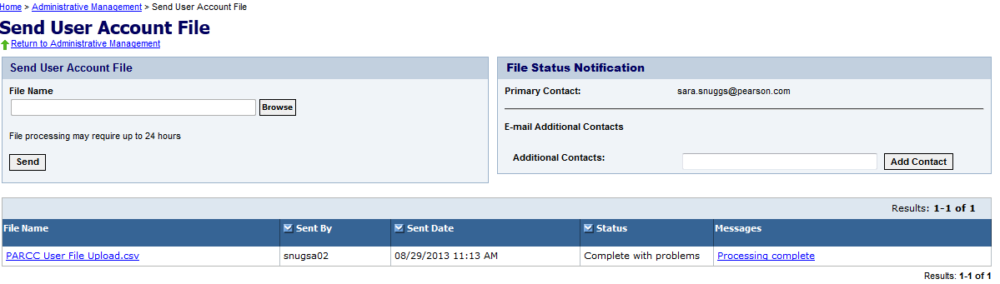 Home > Administrative Management > Send User Account File
Send User Account File
Return to Administrative Management
Send User Account File
File Name
Browse
File processing may require up to 24 hours
Send
File Status Notification
Primary Contact: sara.snuggs@pearson.com
E-mail Additional Contacts
Additional Contacts: Add Contact
Results: 1-1 of 1
File Name Sent By Sent Date Status Messages
PARCC User File Upload.csv snugsa02 08/29/2013 11:13 AM Complete with problems Processing complete
Results: 1-1 of 1